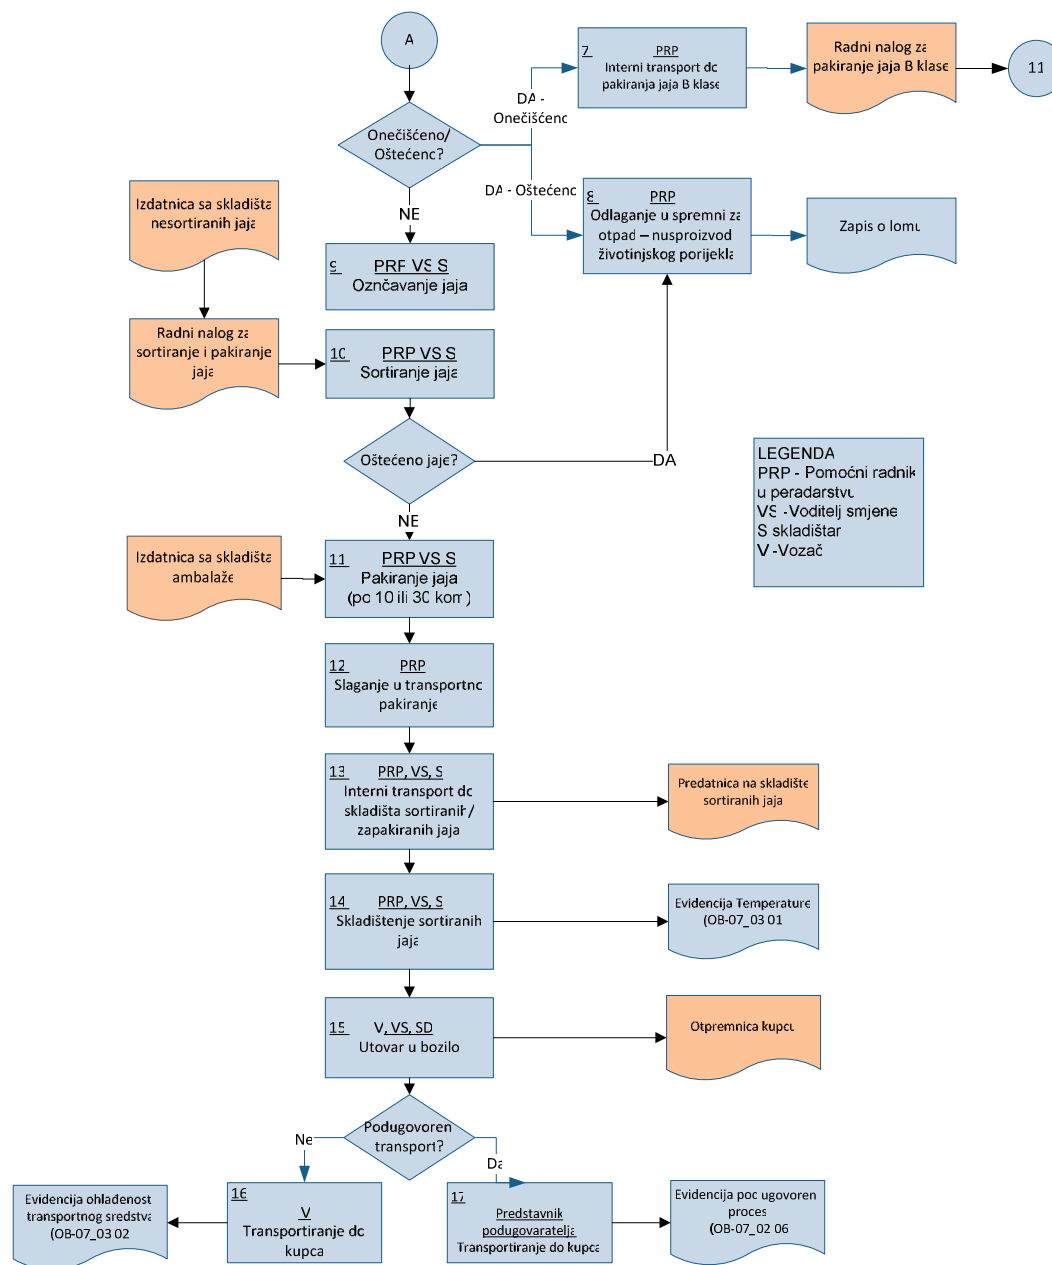 A
7 PRP
Interni transport do
pakiranja jaja B klase
Radni nalog za
pakiranje jaja B klase
11
DA -
Onečišćeno
Onečišćeno/
Oštećeno?
DA - Oštećeno
8 PRP
Odlaganje u spremni za
otpad – nusproizvod
životinjskog porijekla
Zapis o lomu
Izdatnica sa skladišta
nesortiranih jaja
NE
9 PRP VS S
Oznčavanje jaja
Radni nalog za
sortiranje i pakiranje
jaja
10 PRP VS S
Sortiranje jaja
Oštećeno jaje?
DA
LEGENDA
PRP - Pomoćni radnik
u peradarstvu
VS -Voditelj smjene
S skladištar
V -Vozač
NE
Izdatnica sa skladišta
ambalaže
11 PRP VS S
Pakiranje jaja
(po 10 ili 30 kom)
12 PRP
Slaganje u transportno
pakiranje
13 PRP, VS, S
Interni transport do
skladišta sortiranih/
zapakiranih jaja
Predatnica na skladište
sortiranih jaja
14 PRP, VS, S
Skladištenje sortiranih
jaja
Evidencija Temperature
(OB-07_03 01
15 V, VS, SD
Utovar u bozilo
Otpremnica kupcu
Podugovoren
transport?
Ne
Da
Evidencija ohlađenost
transportnog sredstva
(OB-07_03 02
16
V
Transportiranje do
kupca
17
Predstavnik
podugovaratelja
Transportiranje do kupca
Evidencija pod ugovoren
proces
(OB-07_02 06